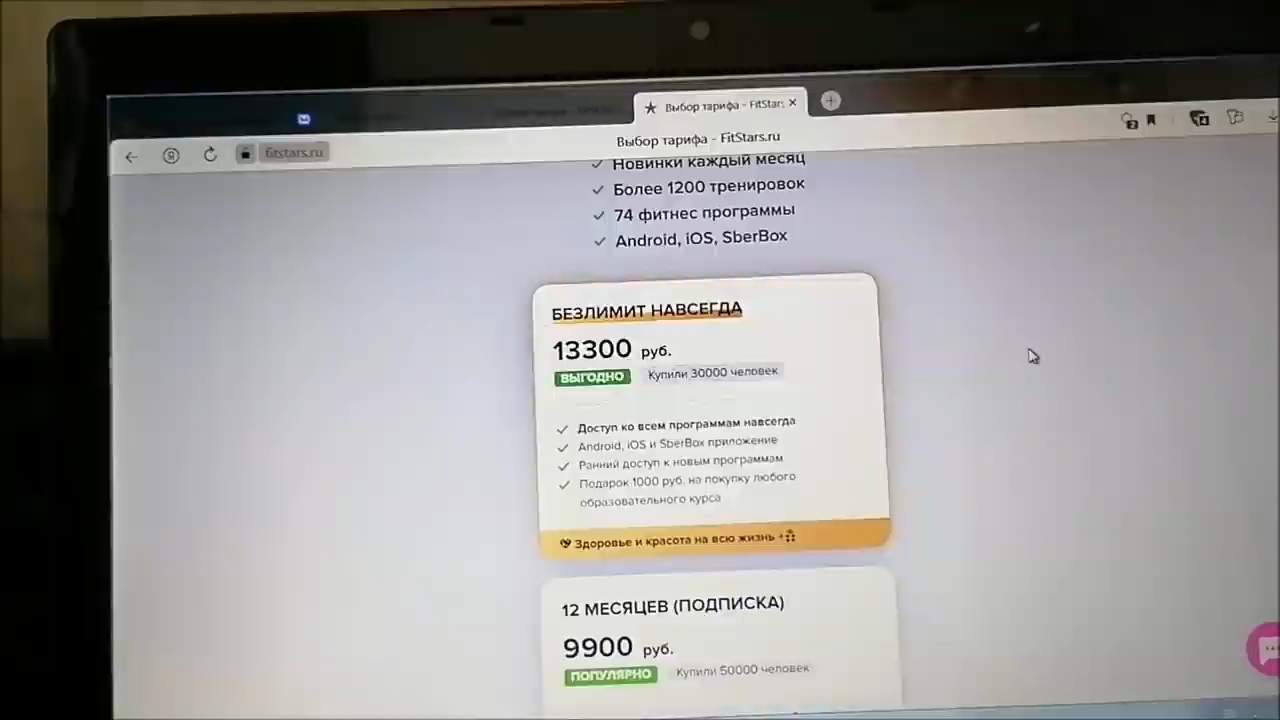 Выбор тарифа - FitStar:
Выбор тарифа - FitStars.ru
fitstars.ru
Новинки каждый месяц
Более 1200 тренировок
74 фитнес программы
Android, iOS, SberBox
БЕЗЛИМИТ НАВСЕГДА
13300 руб.
ВЫГОДНО Купили 30000 человек
Доступ ко всем программам навсегда
Android, iOS и SberBox приложение
Ранний доступ к новым программам
Подарок 1000 руб. на покупку любого
образовательного курса
Здоровье и красота на всю жизнь
12 МЕСЯЦЕВ (ПОДПИСКА)
9900 руб.
ПОПУЛЯРНО Купили 50000 человек